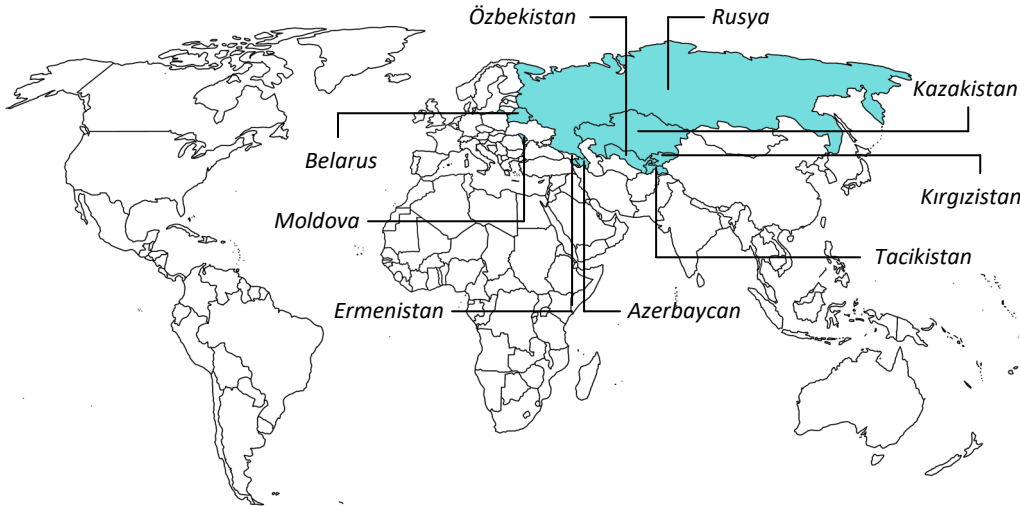 Özbekistan
Rusya
Kazakistan
Belarus
Kırgızistan
Moldova
Tacikistan
Ermenistan
Azerbaycan